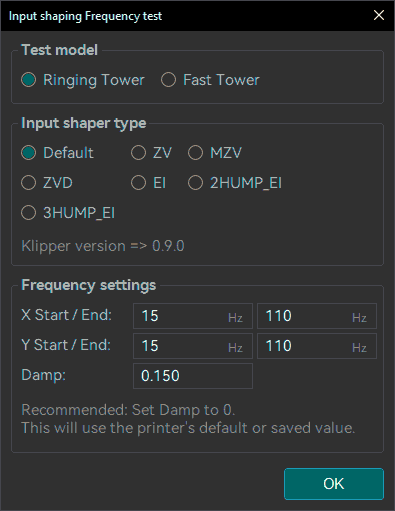 Input shaping Frequency test
Test model
Ringing Tower Fast Tower
Input shaper type
Default ZV MZV
ZVD EI 2HUMP_EI
3HUMP_EI
Klipper version => 0.9.0
Frequency settings
X Start / End: 15 Hz 110 Hz
Y Start / End: 15 Hz 110 Hz
Damp: 0.150
Recommended: Set Damp to 0.
This will use the printer's default or saved value.
OK